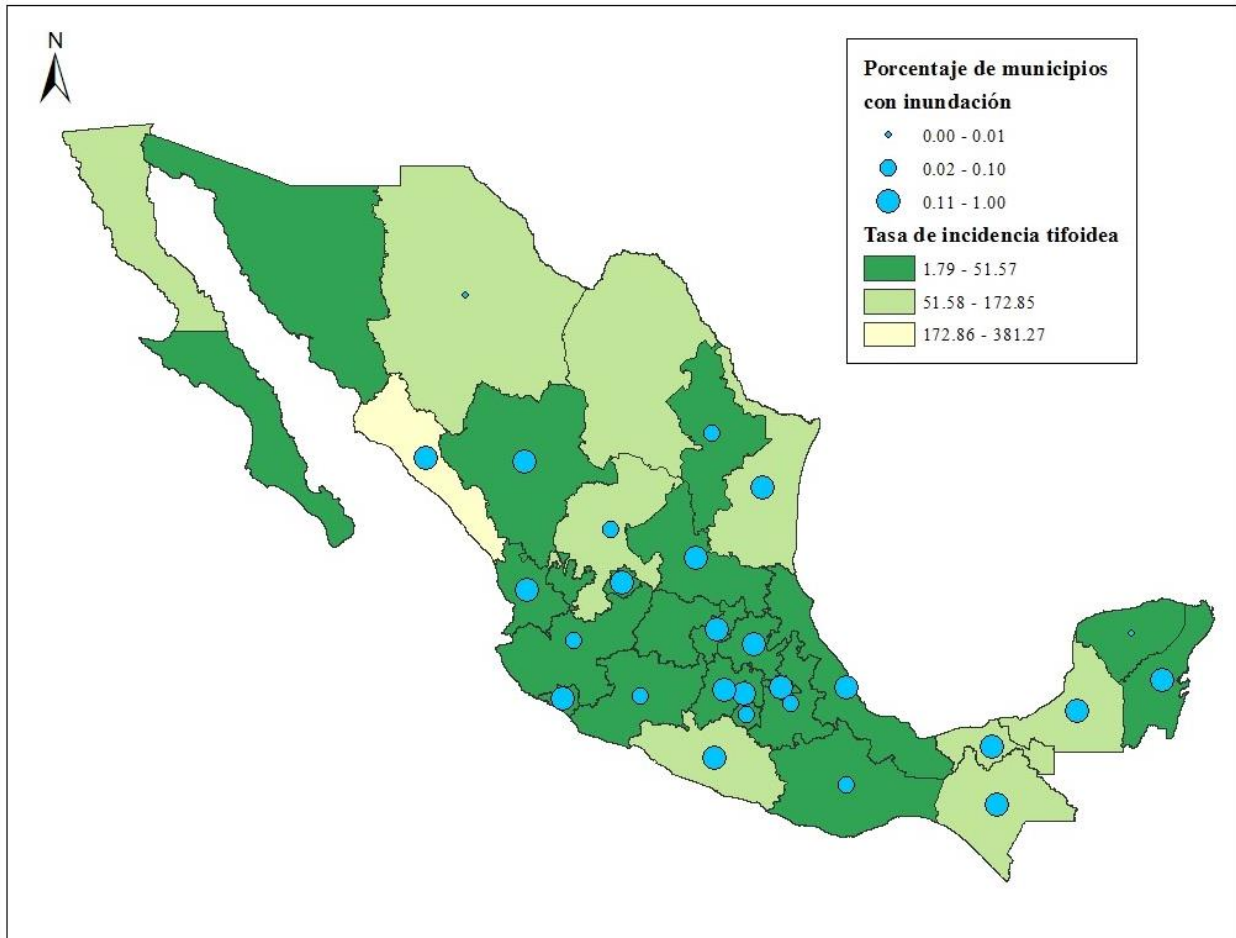 N
Porcentaje de municipios
con inundación
0.00 - 0.01
0.02 - 0.10
0.11 - 1.00
Tasa de incidencia tifoidea
1.79 - 51.57
51.58 - 172.85
172.86 - 381.27